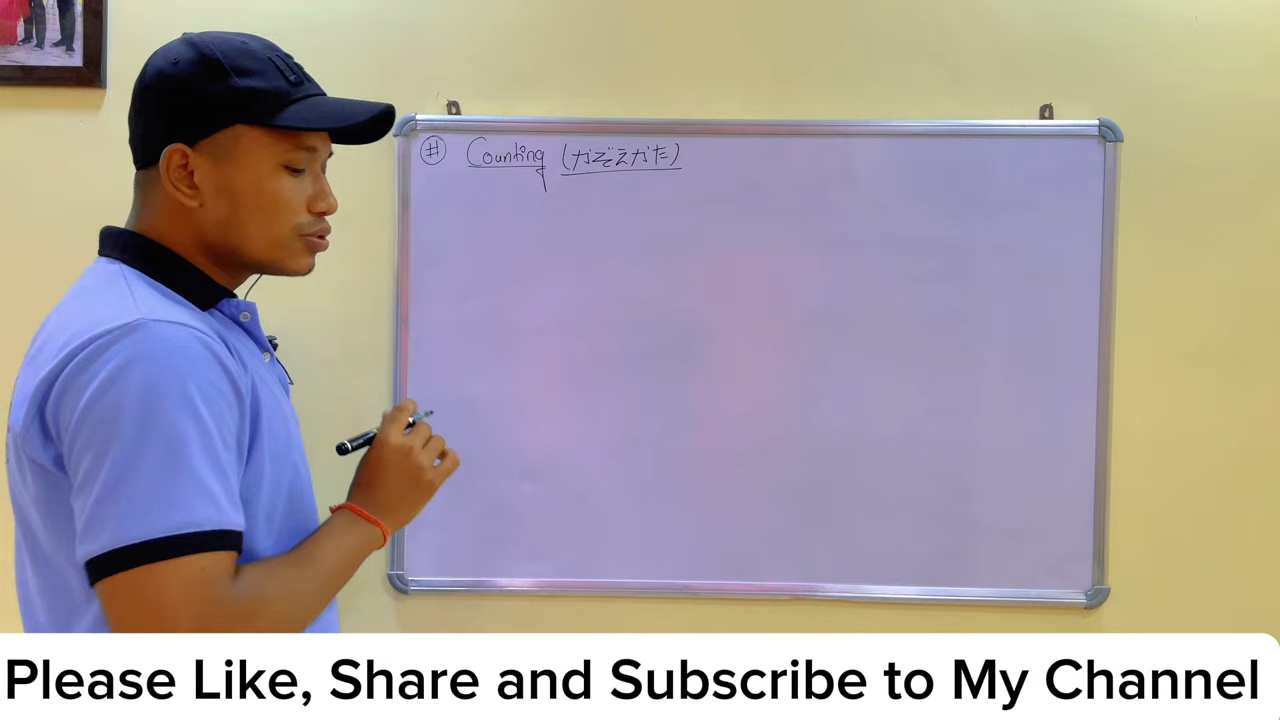 # Counting (かぞえかた)
Please Like, Share and Subscribe to My Channel